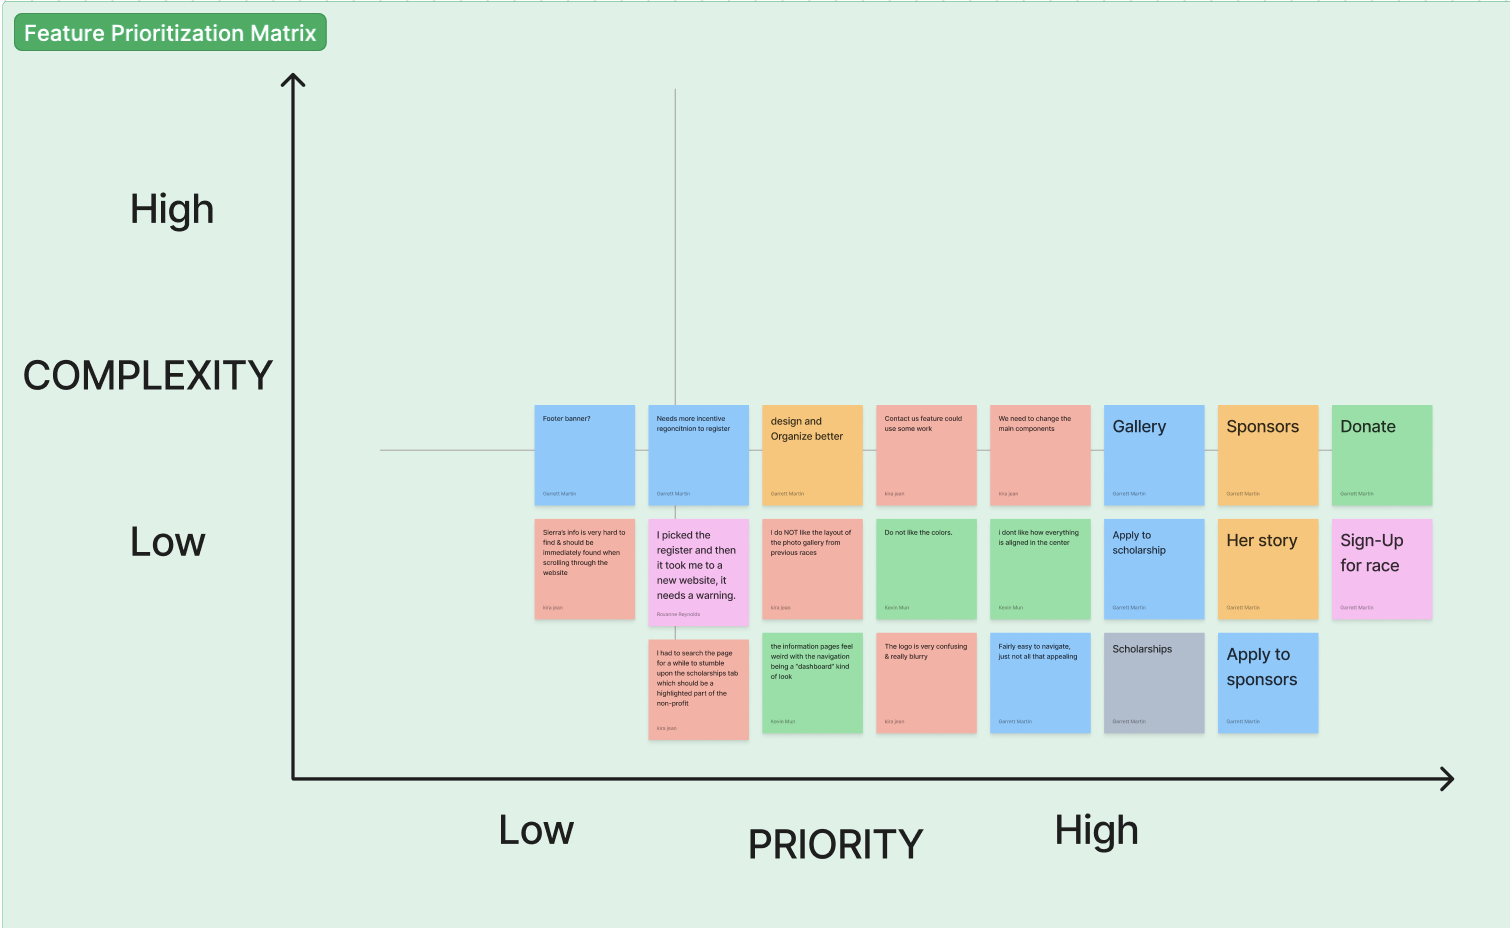 Feature Prioritization Matrix
High
COMPLEXITY
Low
Footer banner?
Garrett Martin
Needs more incentive
regoncitnion to register
Garrett Martin
design and
Organize better
Garrett Martin
Contact us feature could
use some work
kira jean
We need to change the
main components
kira jean
Gallery
Garrett Martin
Sponsors
Garrett Martin
Donate
Garrett Martin
Sierra's info is very hard to
find & should be
immediately found when
scrolling through the
website
kira jean
I picked the
register and then
it took me to a
new website, it
needs a warning.
Roxanne Reynolds
I do NOT like the layout of
the photo gallery from
previous races
kira jean
Do not like the colors.
Kevin Mun
i dont like how everything
is aligned in the center
Kevin Mun
Apply to
scholarship
Garrett Martin
Her story
Garrett Martin
Sign-Up
for race
Garrett Martin
I had to search the page
for a while to stumble
upon the scholarships tab
which should be a
highlighted part of the
non-profit
kira jean
the information pages feel
weird with the navigation
being a "dashboard" kind
of look
Kevin Mun
The logo is very confusing
& really blurry
kira jean
Fairly easy to navigate,
just not all that appealing
Garrett Martin
Scholarships
Garrett Martin
Apply to
sponsors
Garrett Martin
Low
PRIORITY
High